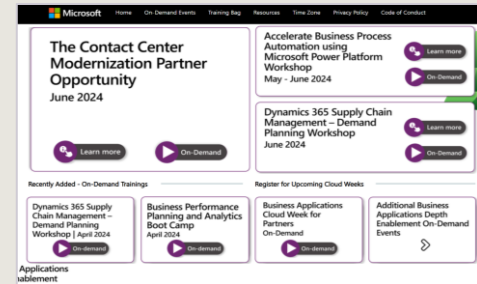 Microsoft Home On-Demand Events Training Bag Resources Time Zone Privacy Policy Code of Conduct
The Contact Center
Modernization Partner
Opportunity
June 2024
Learn more
On-Demand
Accelerate Business Process
Automation using
Microsoft Power Platform
Workshop
May - June 2024
Learn more
On-Demand
Dynamics 365 Supply Chain
Management – Demand
Planning Workshop
June 2024
Learn more
On-Demand
Recently Added - On-Demand Trainings
Register for Upcoming Cloud Weeks
Dynamics 365 Supply
Chain Management –
Demand Planning
Workshop | April 2024
On-demand
Business Performance
Planning and Analytics
Boot Camp
April 2024
On-demand
Business Applications
Cloud Week for
Partners
On-Demand
On-demand
Additional Business
Applications Depth
Enablement On-Demand
Events
Applications